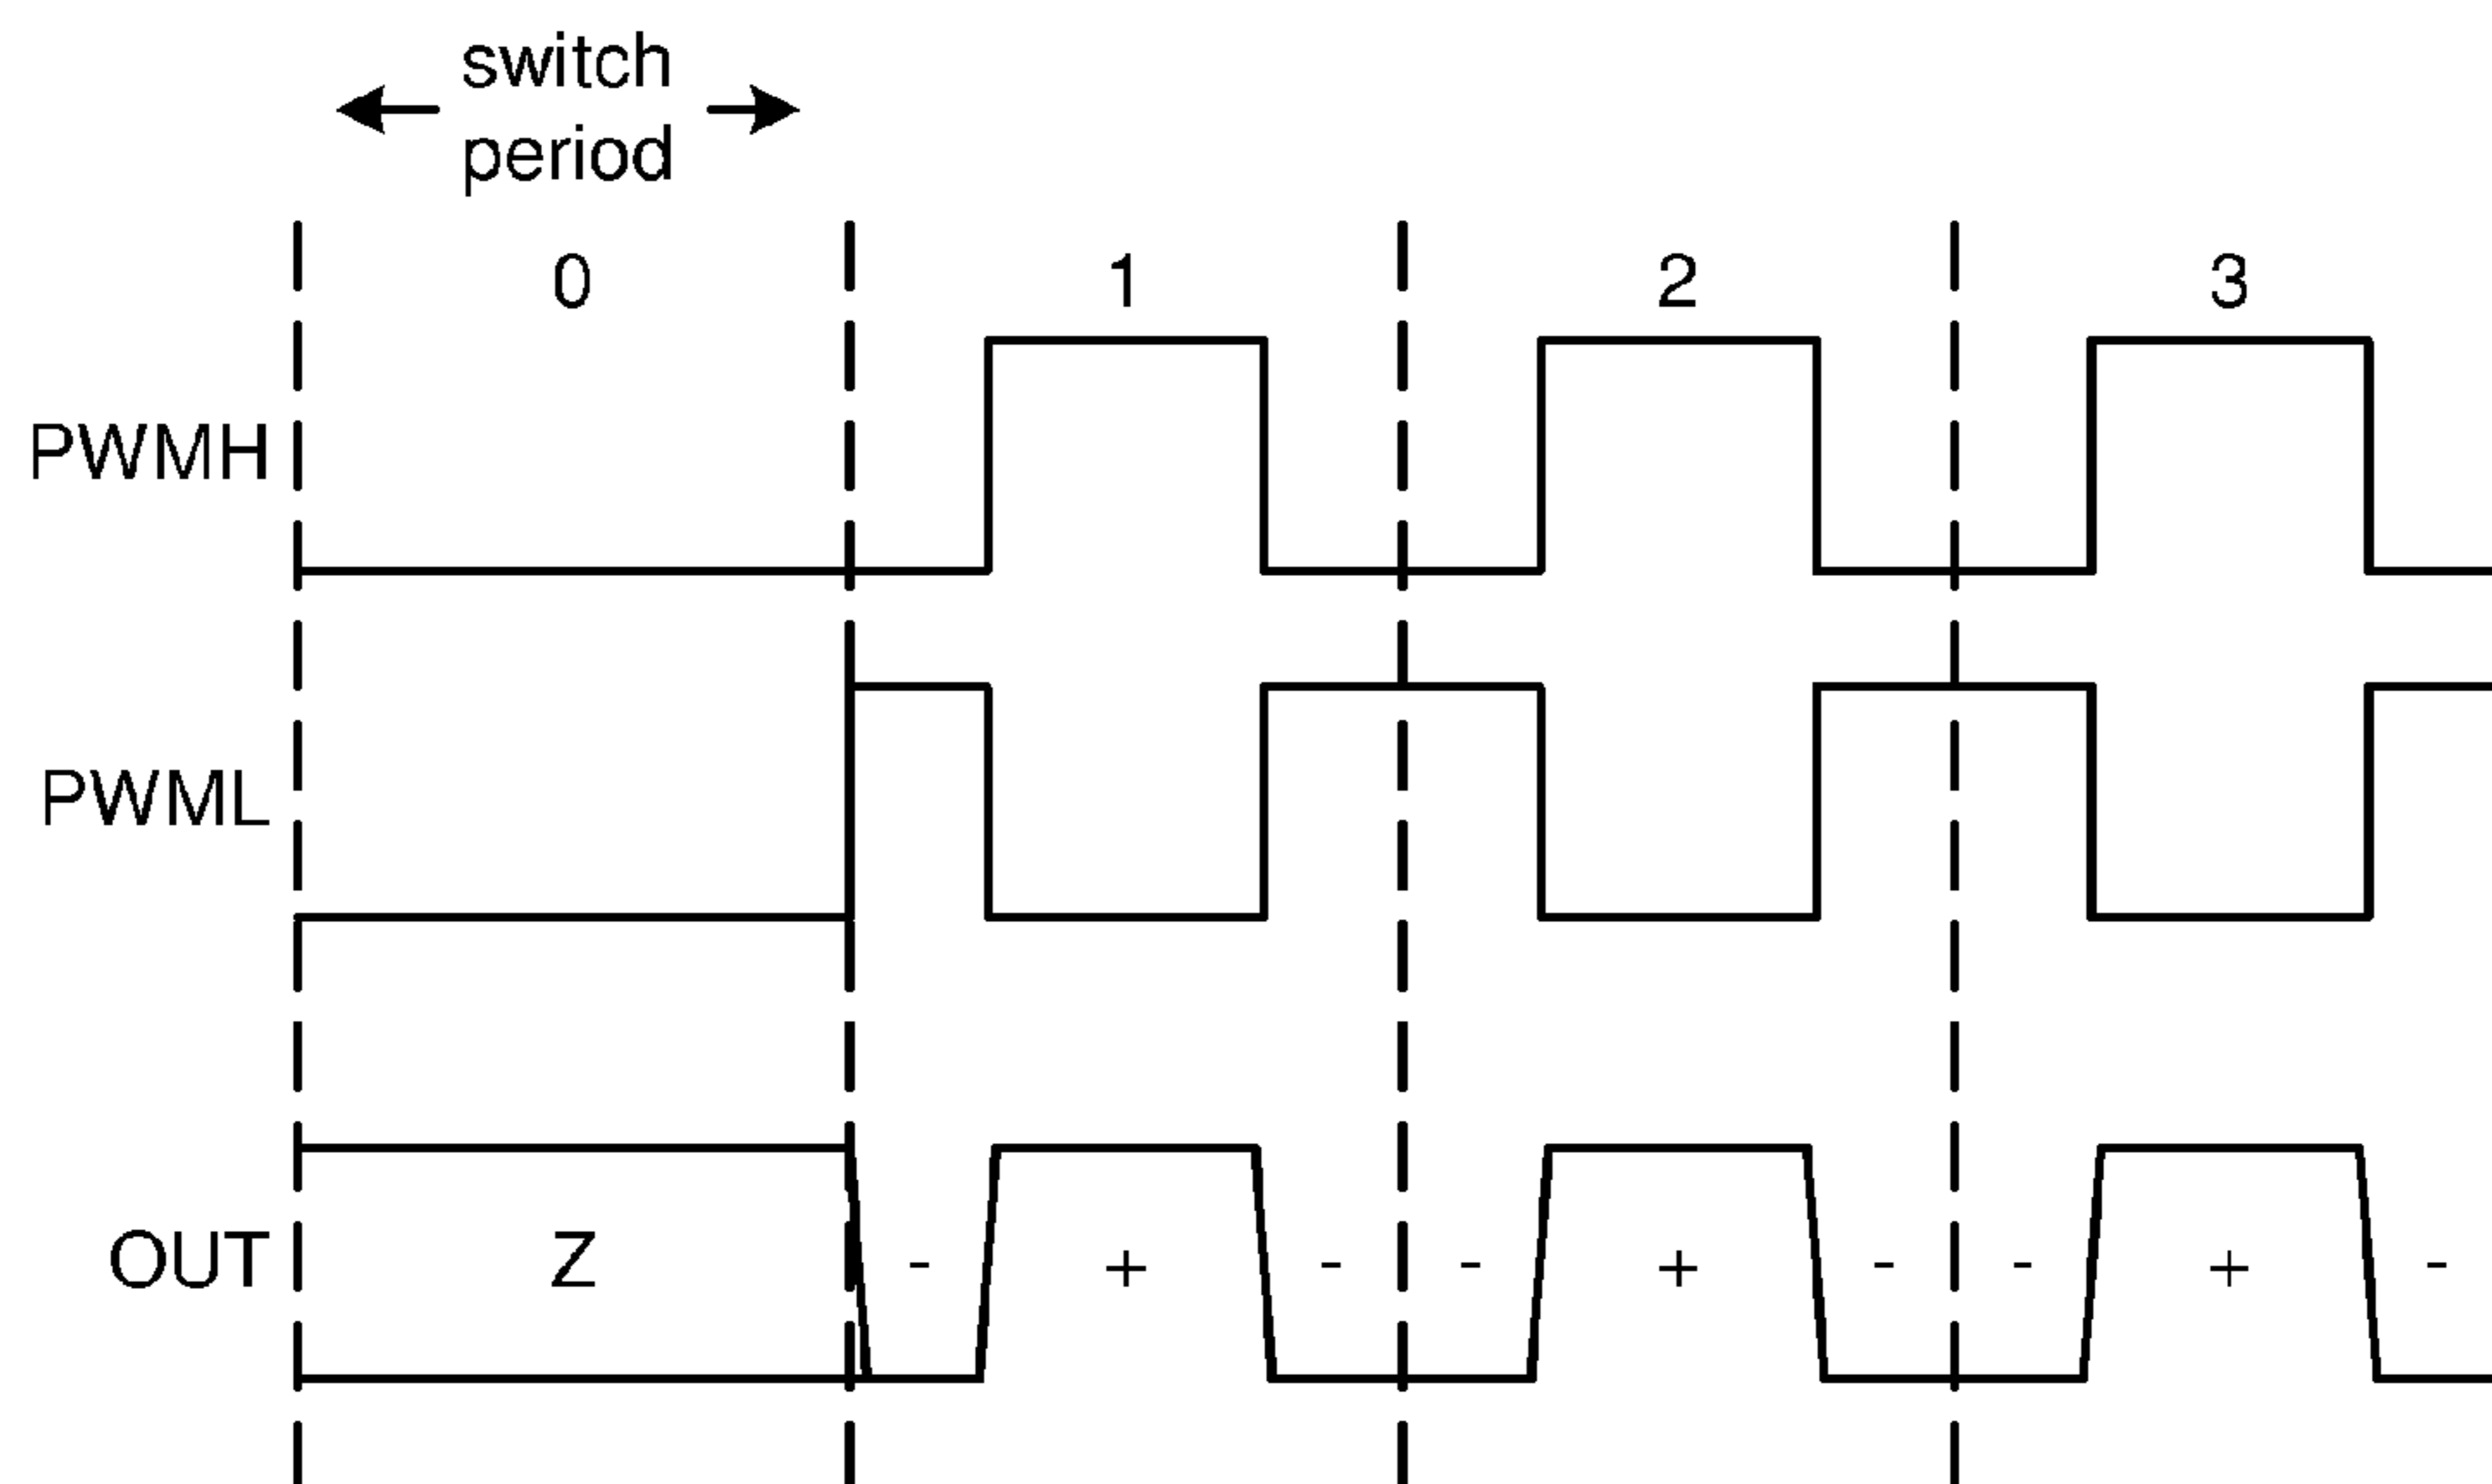 switch
period
0 1 2 3
PWMH
PWML
OUT Z - + - - + - - + -